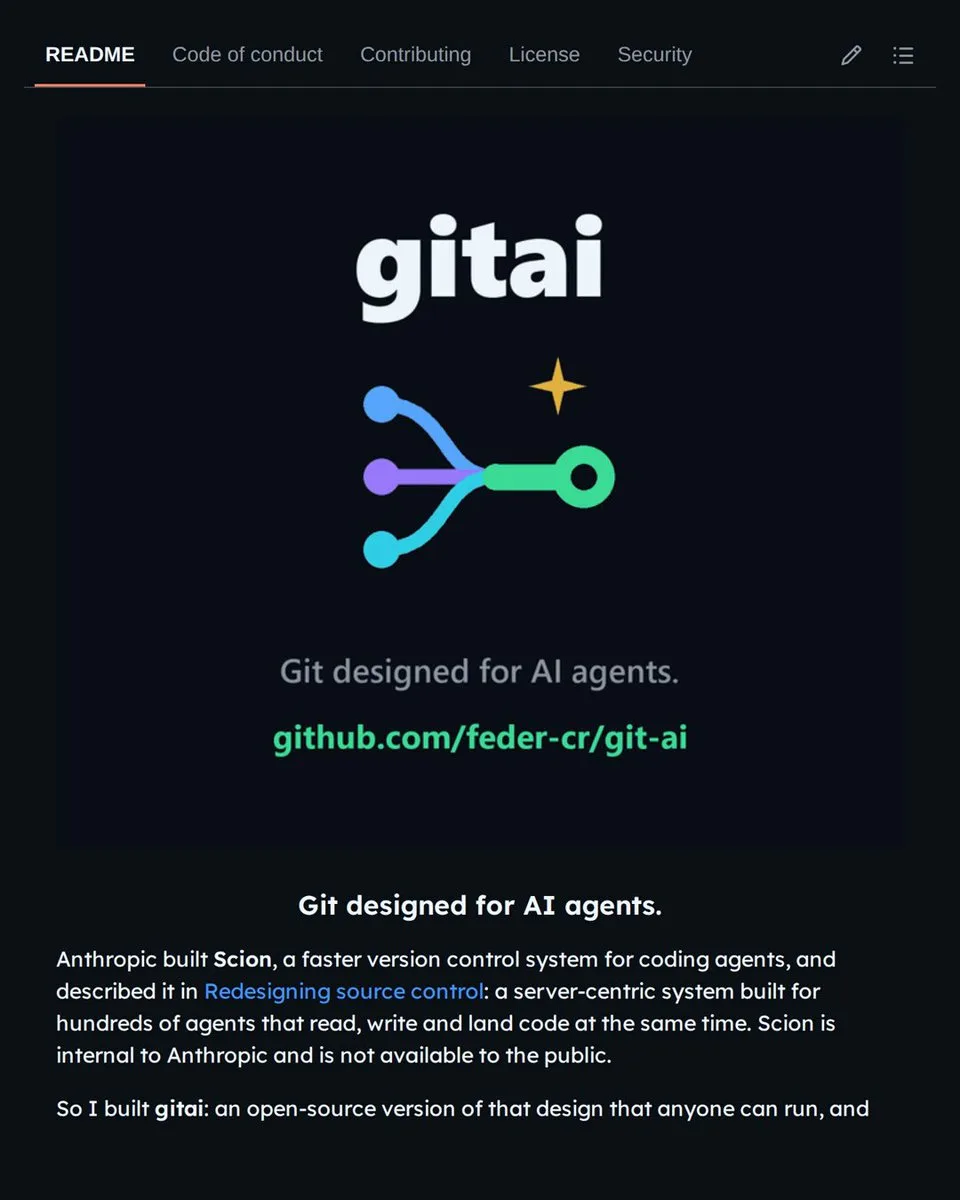 README
Code of conduct
Contributing
License
Security
gitai
Git designed for AI agents.
github.com/feder-cr/git-ai
Git designed for AI agents.
Anthropic built Scion, a faster version control system for coding agents, and
described it in Redesigning source control: a server-centric system built for
hundreds of agents that read, write and land code at the same time. Scion is
internal to Anthropic and is not available to the public.
So I built gitai: an open-source version of that design that anyone can run, and